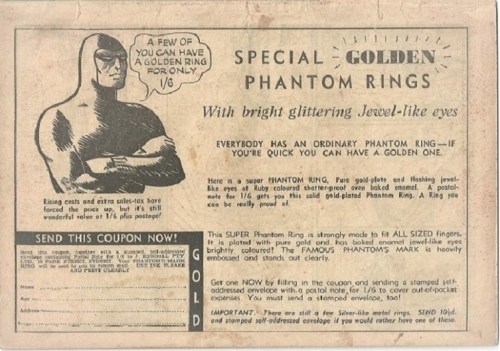 A FEW OF
YOU CAN HAVE
A GOLDEN RING
FOR ONLY
1/6
SPECIAL GOLDEN
PHANTOM RINGS
With bright glittering Jewel-like eyes
EVERYBODY HAS AN ORDINARY PHANTOM RING—IF
YOU'RE QUICK YOU CAN HAVE A GOLDEN ONE.
Here is a super PHANTOM RING, Pure gold-plate and flashing jewel-
like eyes of Ruby coloured shatter-proof oven baked enamel. A postal-
note for 1/6 gets you this solid gold-plated Phantom Ring. A Ring you
can be really proud of.
Rising costs and extra sales-tax have
forced the price up, but it's still
wonderful value at 1/6 plus postage!
SEND THIS COUPON NOW!
GOLD
Name
Age
Address
This SUPER Phantom Ring is strongly made to fit ALL SIZED fingers.
It is plated with pure gold and has baked enamel jewel-like eyes
brightly coloured! The FAMOUS PHANTOM'S MARK is heavily
embossed and stands out clearly.
Get one NOW by filling in the coupon and sending a stamped self-
addressed envelope with a postal note for 1/6 to cover out-of-pocket
expenses. You must send a stamped envelope, too!
IMPORTANT: There are still a few Silver-like metal rings. SEND 10½d.
and stamped self-addressed envelope if you would rather have one of these.